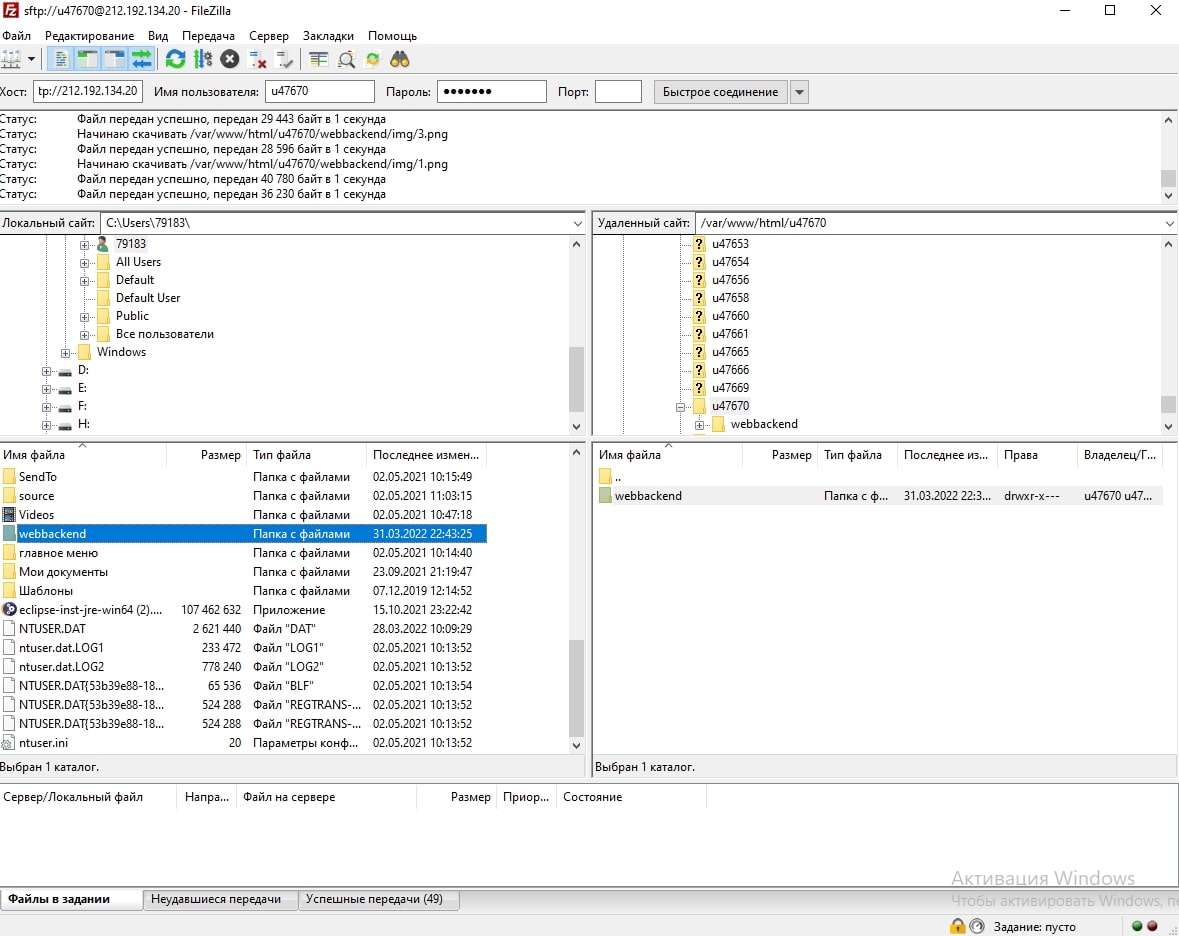 sftp://u47670@212.192.134.20 - FileZilla
Файл Редактирование Вид Передача Сервер Закладки Помощь
Хост: tp://212.192.134.20 Имя пользователя: u47670 Пароль: ●●●●●●● Порт: Быстрое соединение
Статус: Файл передан успешно, передан 29 443 байт в 1 секунда
Статус: Начинаю скачивать /var/www/html/u47670/webbackend/img/3.png
Статус: Файл передан успешно, передан 28 596 байт в 1 секунда
Статус: Начинаю скачивать /var/www/html/u47670/webbackend/img/1.png
Статус: Файл передан успешно, передан 40 780 байт в 1 секунда
Статус: Файл передан успешно, передан 36 230 байт в 1 секунда
Локальный сайт: C:\Users\79183\
79183
All Users
Default
Default User
Public
Все пользователи
Windows
D:
E:
F:
H:
Имя файла Размер Тип файла Последнее измен...
SendTo Папка с файлами 02.05.2021 10:15:49
source Папка с файлами 02.05.2021 11:03:15
Videos Папка с файлами 02.05.2021 10:47:18
webbackend Папка с файлами 31.03.2022 22:43:25
главное меню Папка с файлами 02.05.2021 10:14:40
Мои документы Папка с файлами 23.09.2021 21:19:47
Шаблоны Папка с файлами 07.12.2019 12:14:52
eclipse-inst-jre-win64 (2).... 107 462 632 Приложение 15.10.2021 23:22:42
NTUSER.DAT 2 621 440 Файл "DAT" 28.03.2022 10:09:29
ntuser.dat.LOG1 233 472 Файл "LOG1" 02.05.2021 10:13:52
ntuser.dat.LOG2 778 240 Файл "LOG2" 02.05.2021 10:13:52
NTUSER.DAT{53b39e88-18... 65 536 Файл "BLF" 02.05.2021 10:13:54
NTUSER.DAT{53b39e88-18... 524 288 Файл "REGTRANS-... 02.05.2021 10:13:52
NTUSER.DAT{53b39e88-18... 524 288 Файл "REGTRANS-... 02.05.2021 10:13:52
ntuser.ini 20 Параметры конф... 02.05.2021 10:13:52
Выбран 1 каталог.
Удаленный сайт: /var/www/html/u47670
u47653
u47654
u47656
u47658
u47660
u47661
u47665
u47666
u47669
u47670
webbackend
Имя файла Размер Тип файла Последнее из... Права Владелец/Г...
..
webbackend Папка с ф... 31.03.2022 22:3... drwxr-x--- u47670 u47...
Выбран 1 каталог.
Сервер/Локальный файл Напра... Файл на сервере Размер Приор... Состояние
Активация Windows
Чтобы активировать Windows, пе
Файлы в задании Неудавшиеся передачи Успешные передачи (49)
Задание: пусто